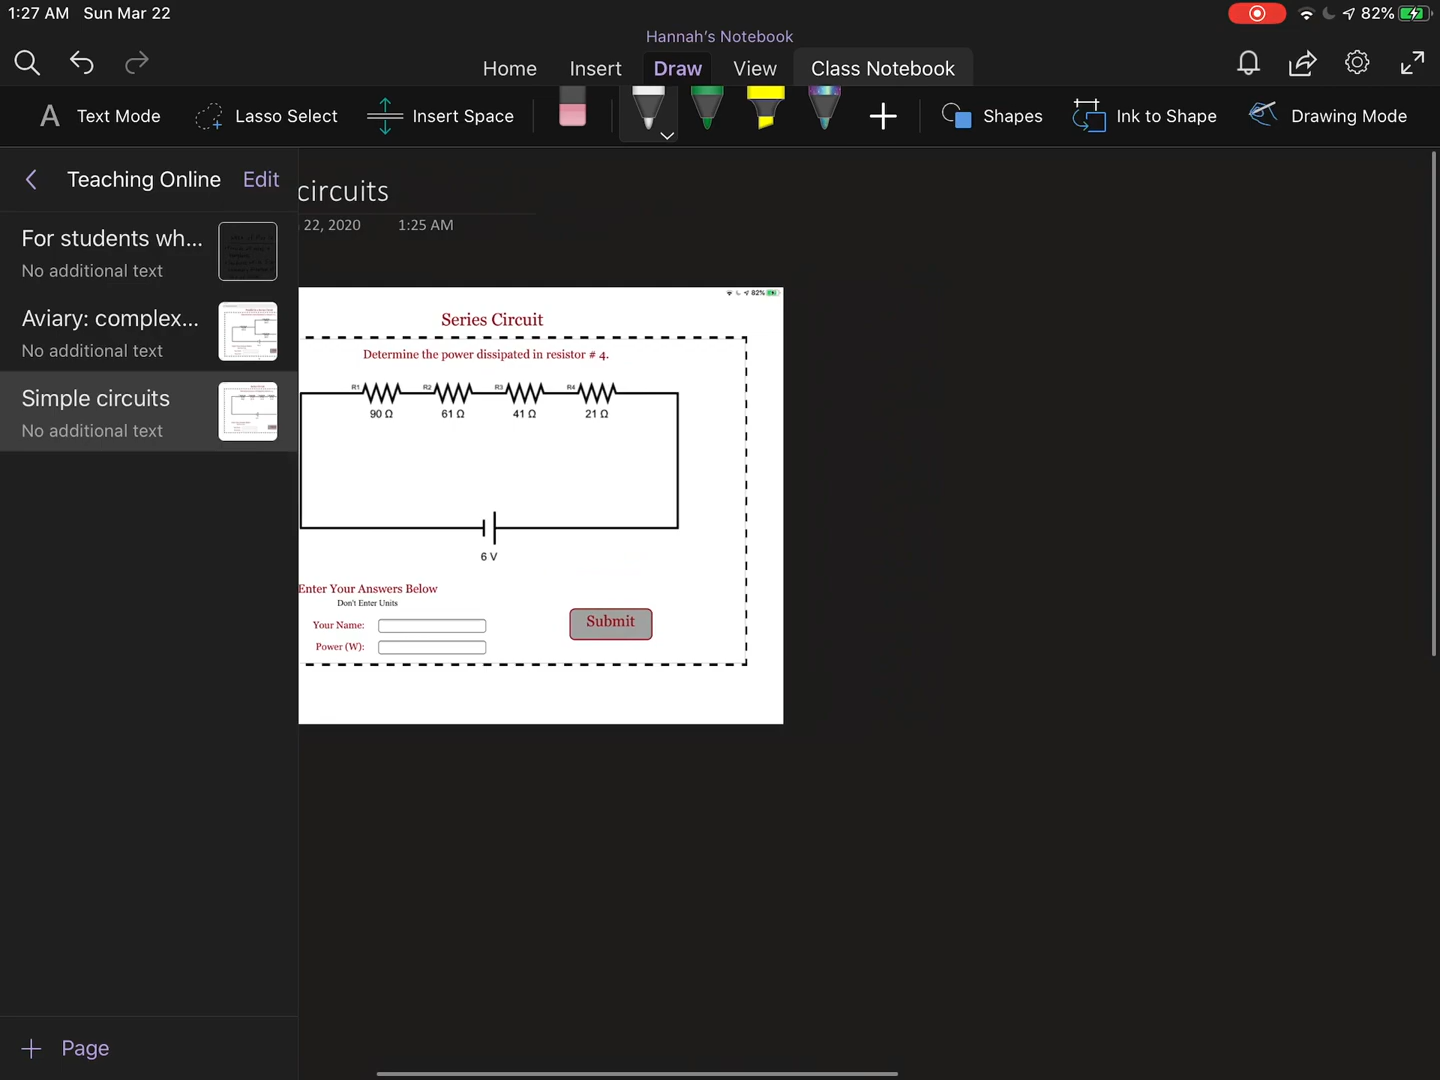 1:27 AM Sun Mar 22
82%
Hannah's Notebook
Home Insert Draw View Class Notebook
A Text Mode Lasso Select Insert Space Shapes Ink to Shape Drawing Mode
Teaching Online Edit
circuits
22, 2020 1:25 AM
For students wh...
No additional text
Aviary: complex...
No additional text
Simple circuits
No additional text
82%
Series Circuit
Determine the power dissipated in resistor # 4.
R1 R2 R3 R4
90 Ω 61 Ω 41 Ω 21 Ω
6 V
Enter Your Answers Below
Don't Enter Units
Your Name:
Power (W):
Submit
Page